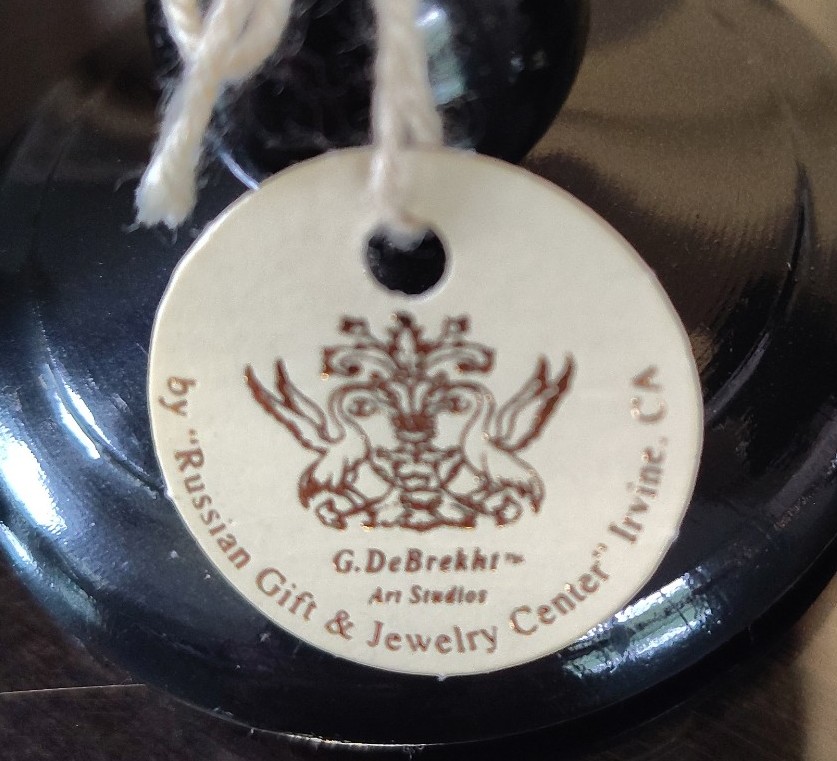 G.DeBrekht™
Art Studios
by "Russian Gift & Jewelry Center" Irvine, CA